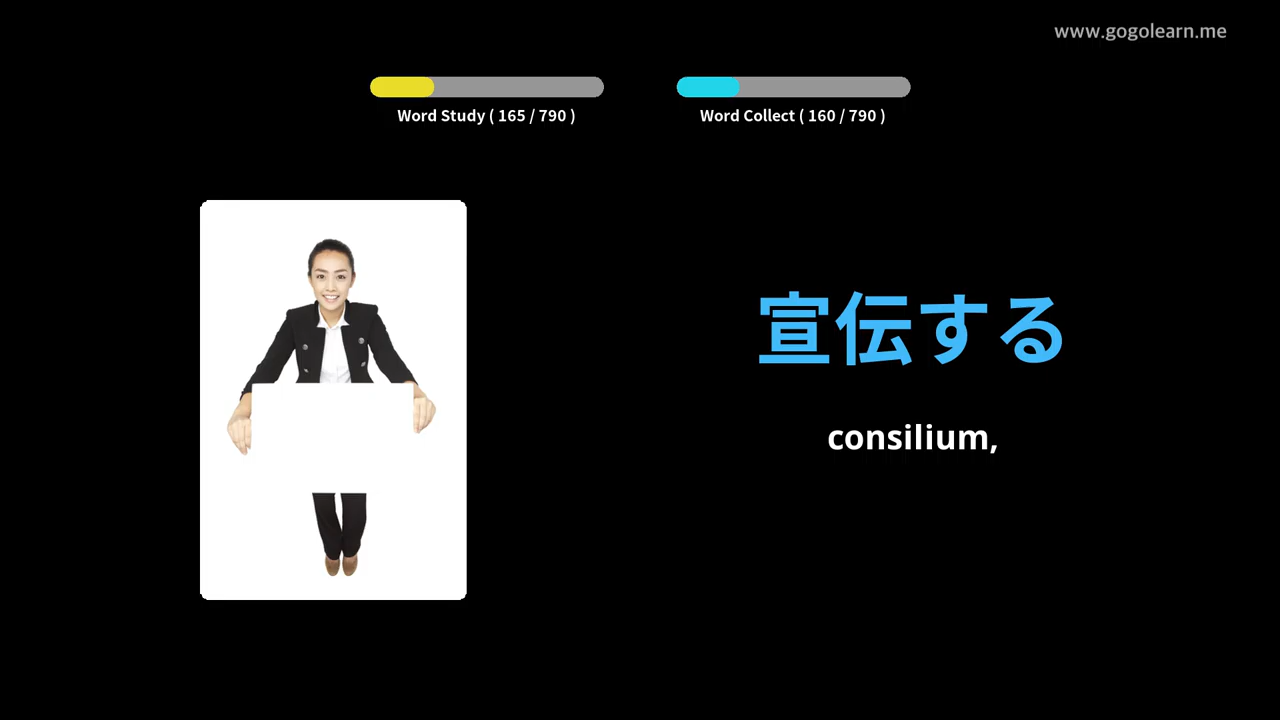 www.gogolearn.me
Word Study ( 165 / 790 )
Word Collect ( 160 / 790 )
宣伝する
consilium,